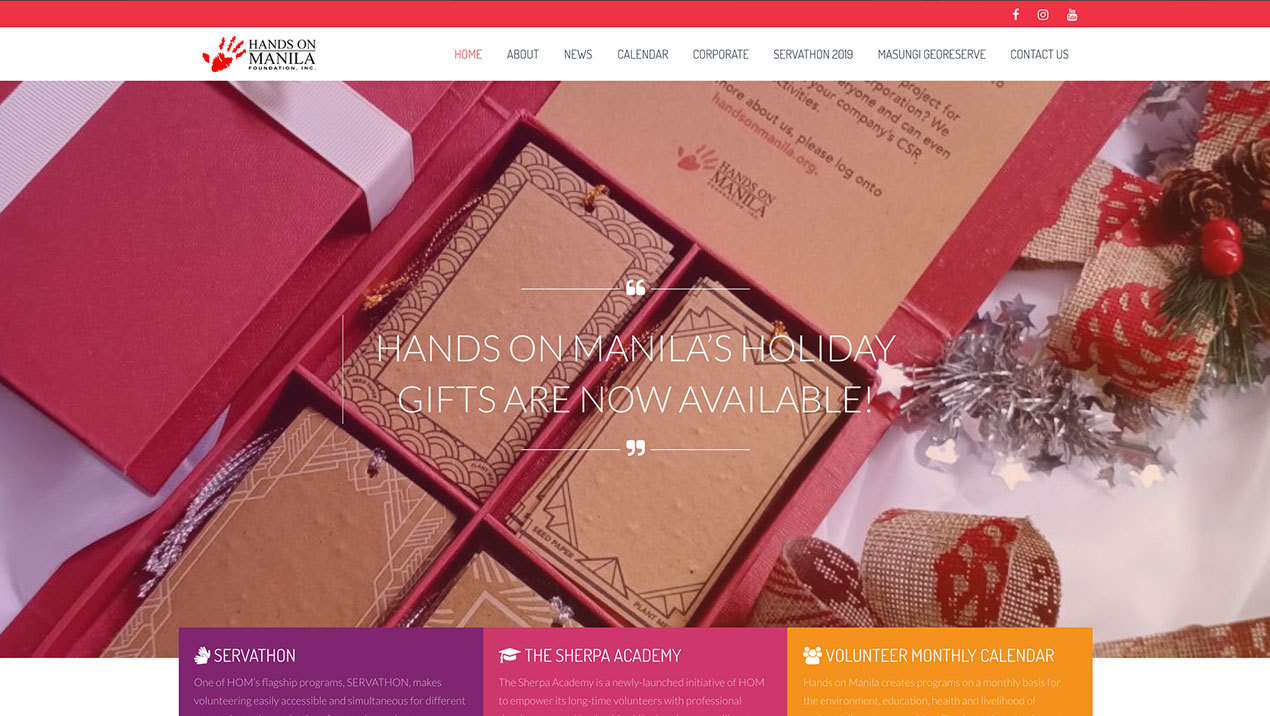 HANDS ON
MANILA
FOUNDATION, INC.
HOME ABOUT NEWS CALENDAR CORPORATE SERVATHON 2019 MASUNGI GEORESERVE CONTACT US
project for
corporation? We
everyone and can even
your company's CSR
activities.
more about us, please log onto
handsonmanila.org.
HANDS ON
MANILA
FOUNDATION INC.
“
HANDS ON MANILA’S HOLIDAY
GIFTS ARE NOW AVAILABLE!
”
SEED PAPER
PLANT ME
SERVATHON
One of HOM’s flagship programs, SERVATHON, makes
volunteering easily accessible and simultaneous for different
THE SHERPA ACADEMY
The Sherpa Academy is a newly-launched initiative of HOM
to empower its long-time volunteers with professional
VOLUNTEER MONTHLY CALENDAR
Hands on Manila creates programs on a monthly basis for
the environment, education, health and livelihood of